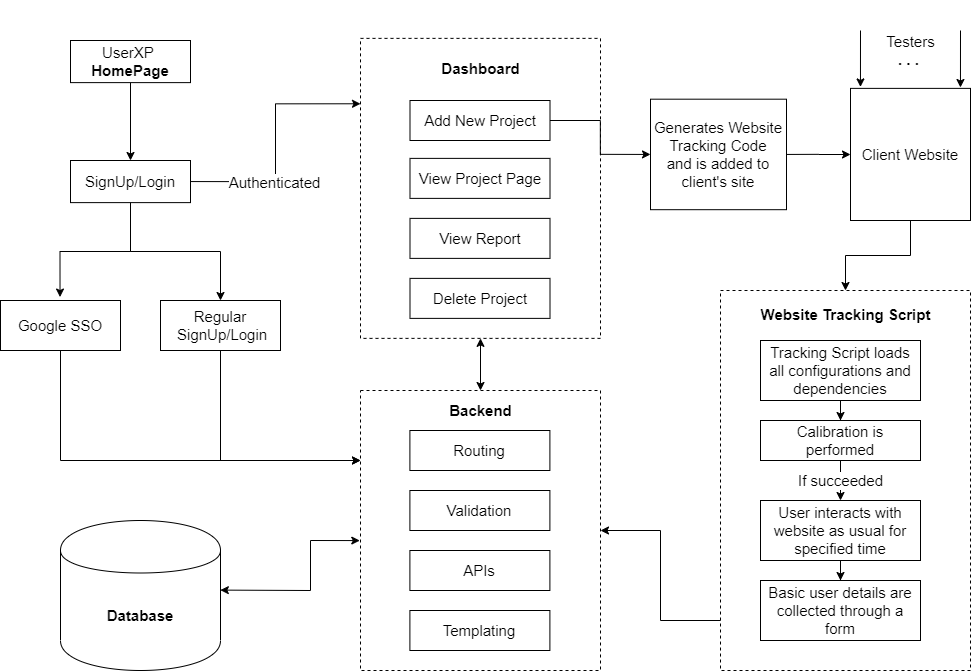 UserXP
HomePage
SignUp/Login
Authenticated
Google SSO
Regular
SignUp/Login
Dashboard
Add New Project
View Project Page
View Report
Delete Project
Generates Website
Tracking Code
and is added to
client's site
Testers
. . .
Client Website
Website Tracking Script
Tracking Script loads
all configurations and
dependencies
Calibration is
performed
If succeeded
User interacts with
website as usual for
specified time
Basic user details are
collected through a
form
Backend
Routing
Validation
APIs
Templating
Database